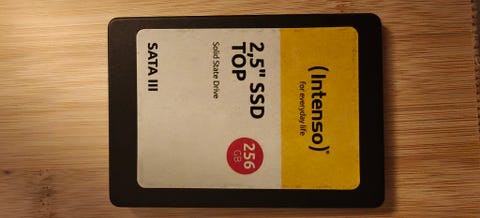 (intenso)®
For everyday life
2,5" SSD
TOP
Solid State Drive
256
GB
SATA III